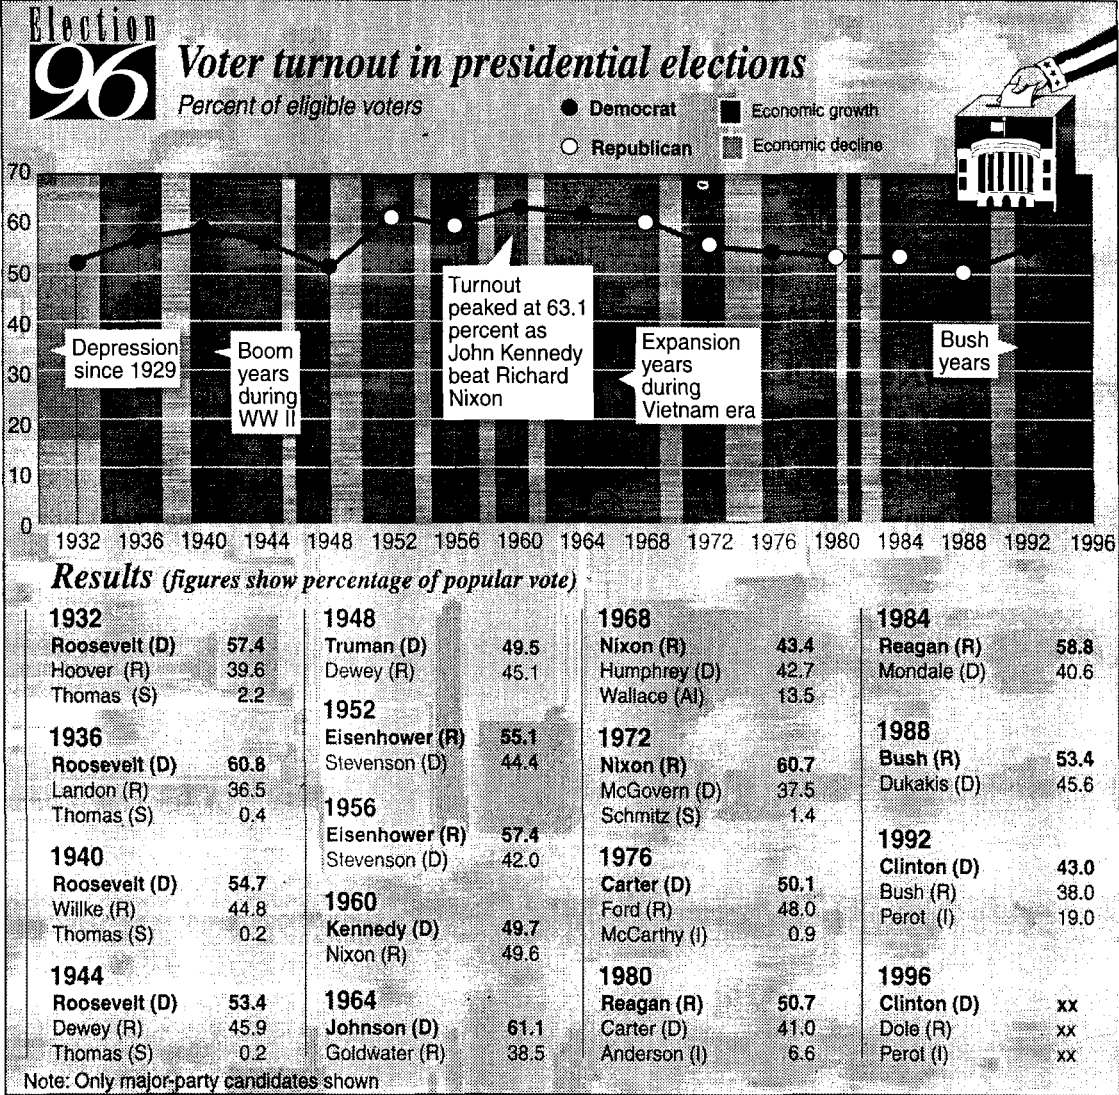 Election
96
Voter turnout in presidential elections
Percent of eligible voters
Democrat
Republican
Economic growth
Economic decline
70
60
50
40
30
20
10
0
Depression
since 1929
Boom
years
during
WW II
Turnout
peaked at 63.1
percent as
John Kennedy
beat Richard
Nixon
Expansion
years
during
Vietnam era
Bush
years
1932 1936 1940 1944 1948 1952 1956 1960 1964 1968 1972 1976 1980 1984 1988 1992 1996
Results (figures show percentage of popular vote)
1932
Roosevelt (D) 57.4
Hoover (R) 39.6
Thomas (S) 2.2
1936
Roosevelt (D) 60.8
Landon (R) 36.5
Thomas (S) 0.4
1940
Roosevelt (D) 54.7
Willke (R) 44.8
Thomas (S) 0.2
1944
Roosevelt (D) 53.4
Dewey (R) 45.9
Thomas (S) 0.2
1948
Truman (D) 49.5
Dewey (R) 45.1
1952
Eisenhower (R) 55.1
Stevenson (D) 44.4
1956
Eisenhower (R) 57.4
Stevenson (D) 42.0
1960
Kennedy (D) 49.7
Nixon (R) 49.6
1964
Johnson (D) 61.1
Goldwater (R) 38.5
1968
Nixon (R) 43.4
Humphrey (D) 42.7
Wallace (AI) 13.5
1972
Nixon (R) 60.7
McGovern (D) 37.5
Schmitz (S) 1.4
1976
Carter (D) 50.1
Ford (R) 48.0
McCarthy (I) 0.9
1980
Reagan (R) 50.7
Carter (D) 41.0
Anderson (I) 6.6
1984
Reagan (R) 58.8
Mondale (D) 40.6
1988
Bush (R) 53.4
Dukakis (D) 45.6
1992
Clinton (D) 43.0
Bush (R) 38.0
Perot (I) 19.0
1996
Clinton (D) xx
Dole (R) xx
Perot (I) xx
Note: Only major-party candidates shown